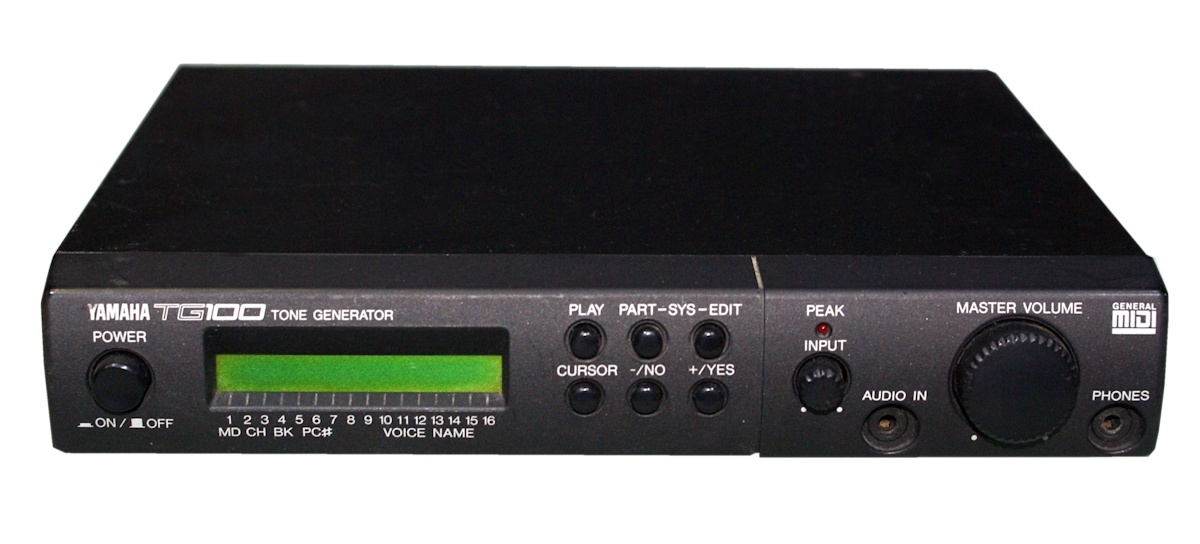 YAMAHA TG100 TONE GENERATOR
POWER
ON / OFF
1 2 3 4 5 6 7 8 9 10 11 12 13 14 15 16
MD CH BK PC# VOICE NAME
PLAY PART-SYS-EDIT
CURSOR -/NO +/YES
PEAK
INPUT
AUDIO IN
MASTER VOLUME
GENERAL
MIDI
PHONES